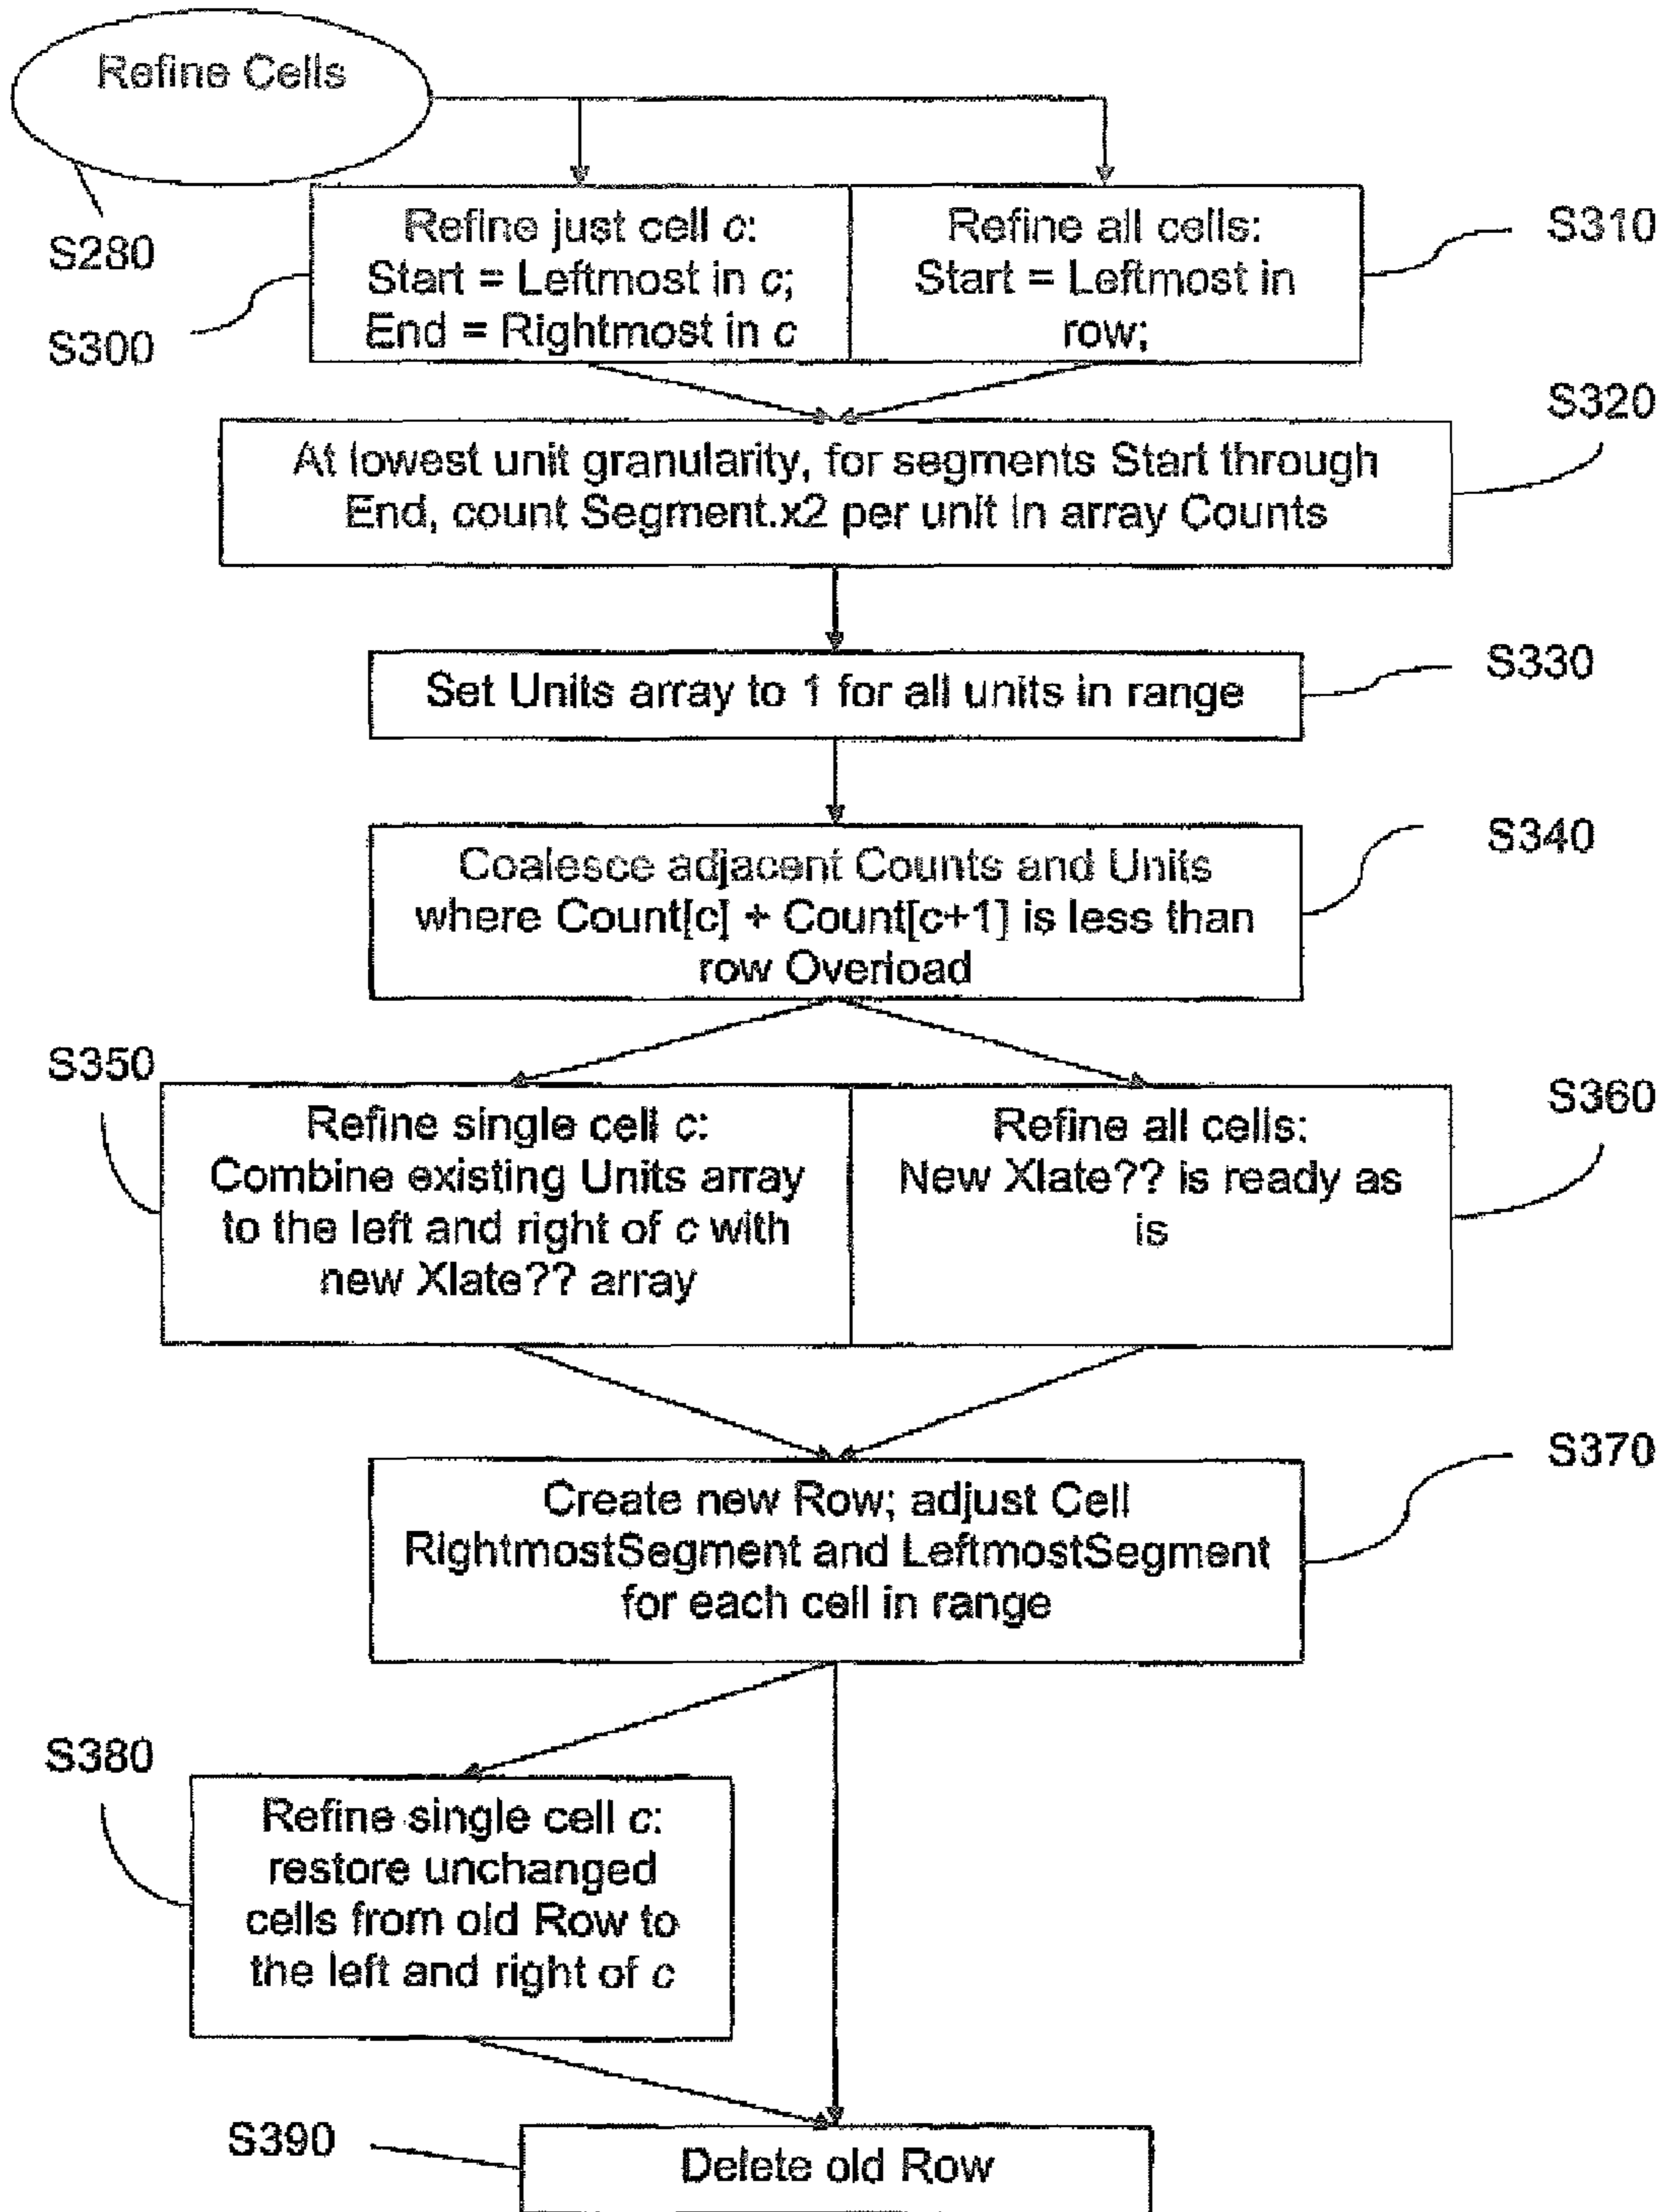 Refine Cells
S280
Refine just cell c:
Start = Leftmost in c;
End = Rightmost in c
S300
Refine all cells:
Start = Leftmost in
row;
S310
At lowest unit granularity, for segments Start through
End, count Segment.x2 per unit in array Counts
S320
Set Units array to 1 for all units in range
S330
Coalesce adjacent Counts and Units
where Count[c] + Count[c+1] is less than
row Overload
S340
S350
Refine single cell c:
Combine existing Units array
to the left and right of c with
new Xlate?? array
Refine all cells:
New Xlate?? is ready as
is
S360
Create new Row; adjust Cell
RightmostSegment and LeftmostSegment
for each cell in range
S370
S380
Refine single cell c:
restore unchanged
cells from old Row to
the left and right of c
S390
Delete old Row